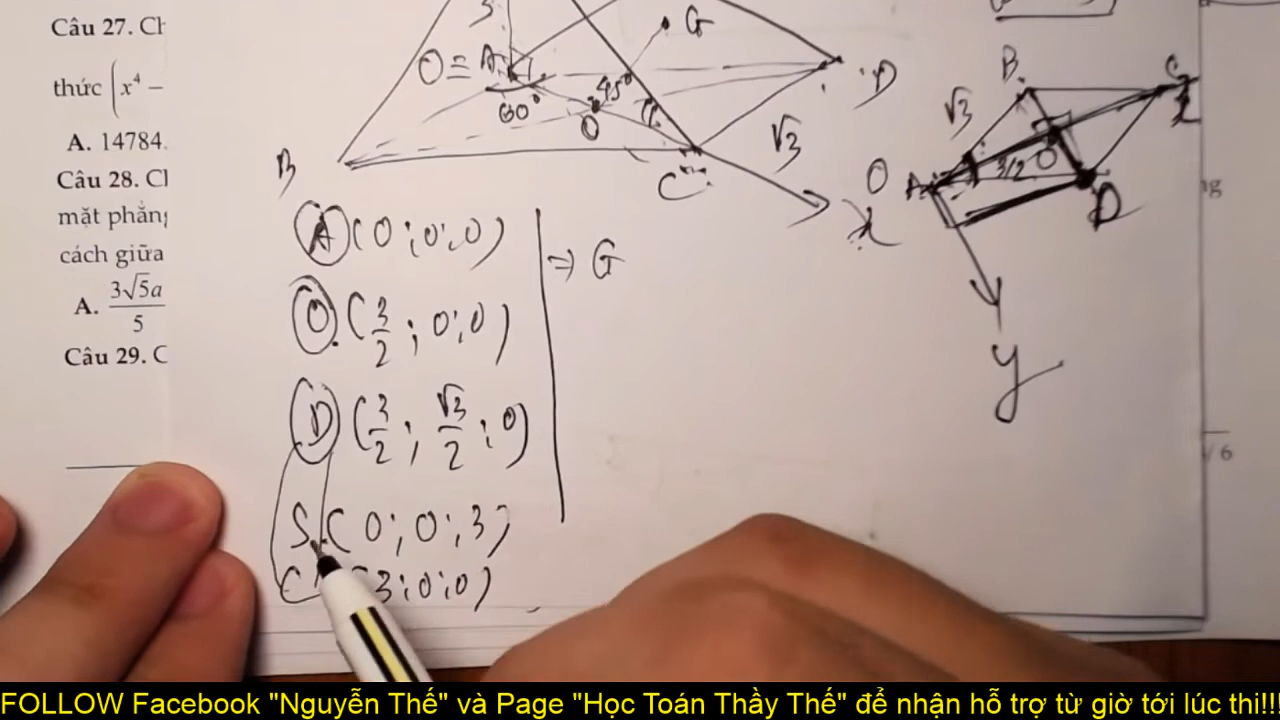 Câu 27. Ch
thức (x⁴ –
A. 14784.
Câu 28. Cl
mặt phẳng
cách giữa
A. 3√5a/5
Câu 29. C
S
G
O ≡ A
60°
45°
O
B
C
D
√3
x
B
C
√3
O A
3/2
O
D
x
y
A (0; 0; 0)
⇒ G
O (3/2; 0; 0)
D (3/2; √3/2; 0)
S (0; 0; 3)
C (3; 0; 0)
FOLLOW Facebook "Nguyễn Thế" và Page "Học Toán Thầy Thế" để nhận hỗ trợ từ giờ tới lúc thi!!!